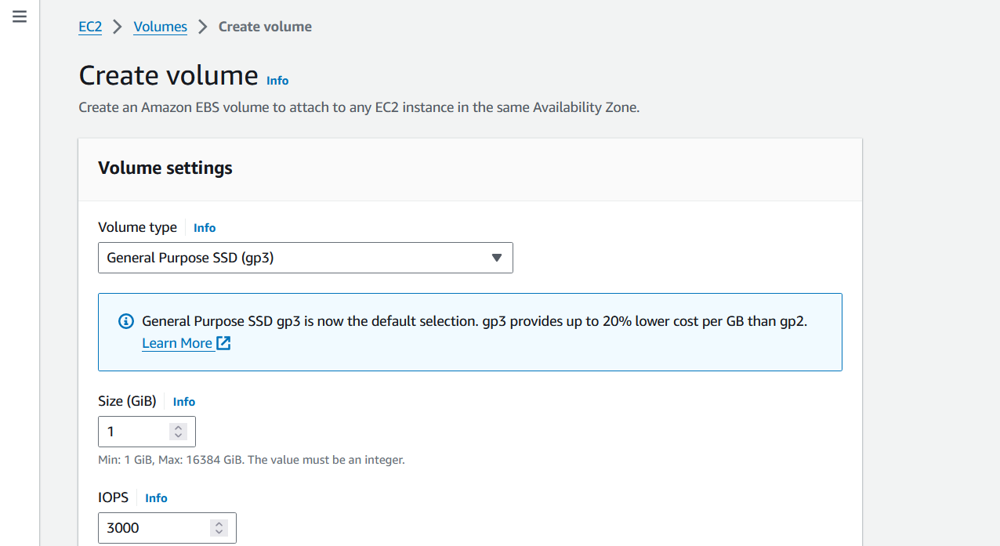 EC2 > Volumes > Create volume
Create volume Info
Create an Amazon EBS volume to attach to any EC2 instance in the same Availability Zone.
Volume settings
Volume type Info
General Purpose SSD (gp3)
General Purpose SSD gp3 is now the default selection. gp3 provides up to 20% lower cost per GB than gp2.
Learn More
Size (GiB) Info
1
Min: 1 GiB, Max: 16384 GiB. The value must be an integer.
IOPS Info
3000